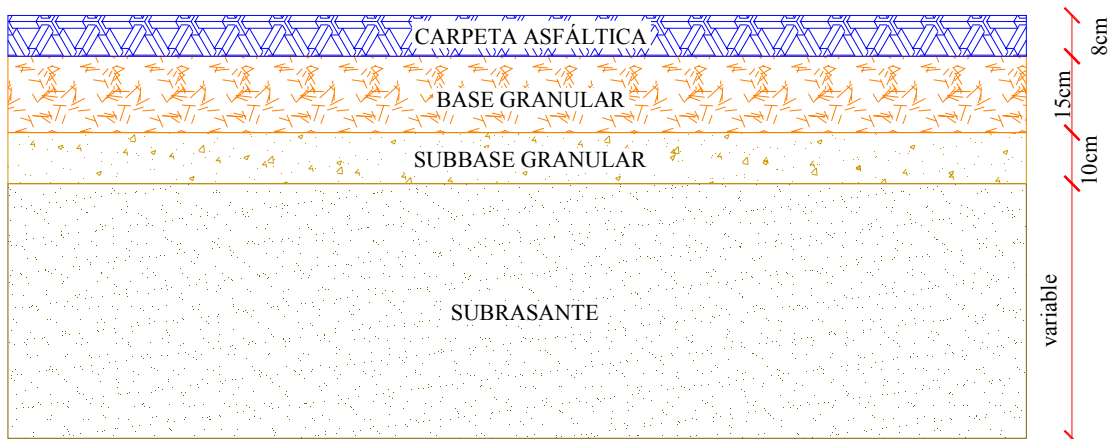 CARPETA ASFÁLTICA
8cm
BASE GRANULAR
15cm
SUBBASE GRANULAR
10cm
SUBRASANTE
variable